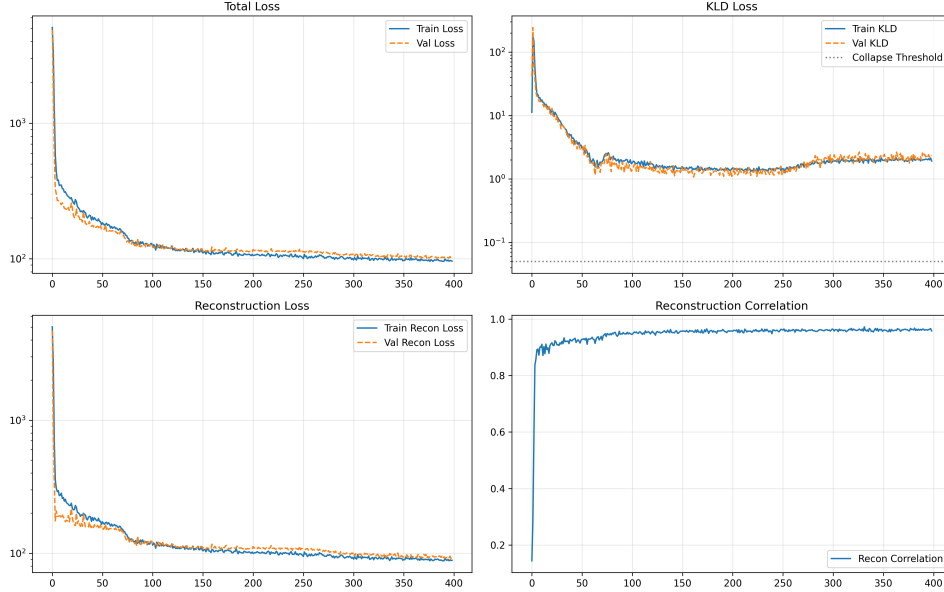 Total Loss
10³
10²
Train Loss
Val Loss
0 50 100 150 200 250 300 350 400
KLD Loss
10²
10¹
10⁰
10⁻¹
Train KLD
Val KLD
Collapse Threshold
0 50 100 150 200 250 300 350 400
Reconstruction Loss
10³
10²
Train Recon Loss
Val Recon Loss
0 50 100 150 200 250 300 350 400
Reconstruction Correlation
1.0
0.8
0.6
0.4
0.2
Recon Correlation
0 50 100 150 200 250 300 350 400